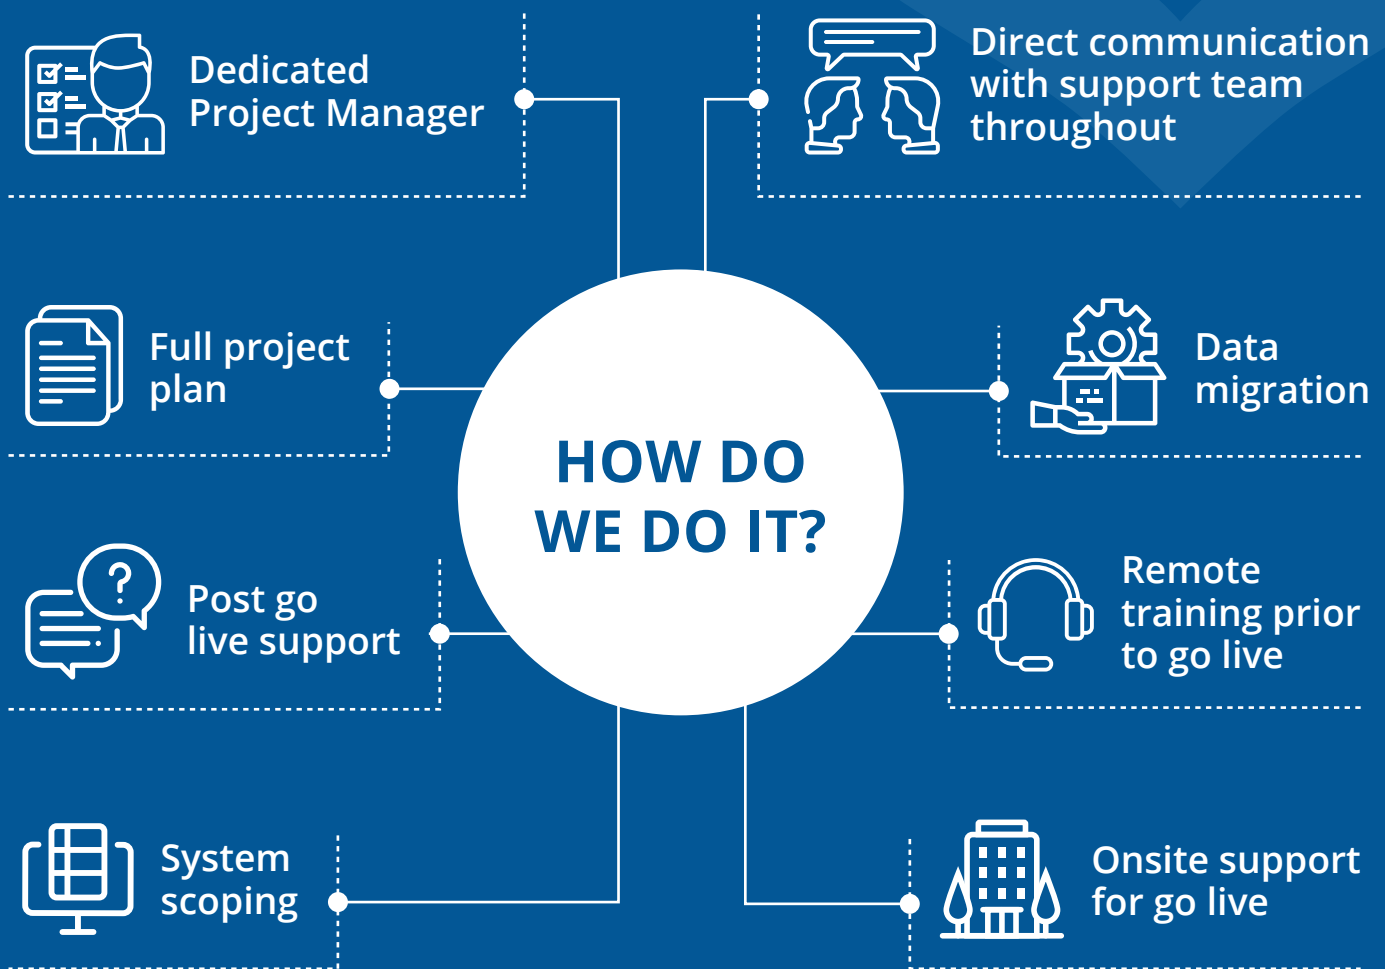 Dedicated
Project Manager
Direct communication
with support team
throughout
Full project
plan
Data
migration
HOW DO
WE DO IT?
Post go
live support
Remote
training prior
to go live
System
scoping
Onsite support
for go live